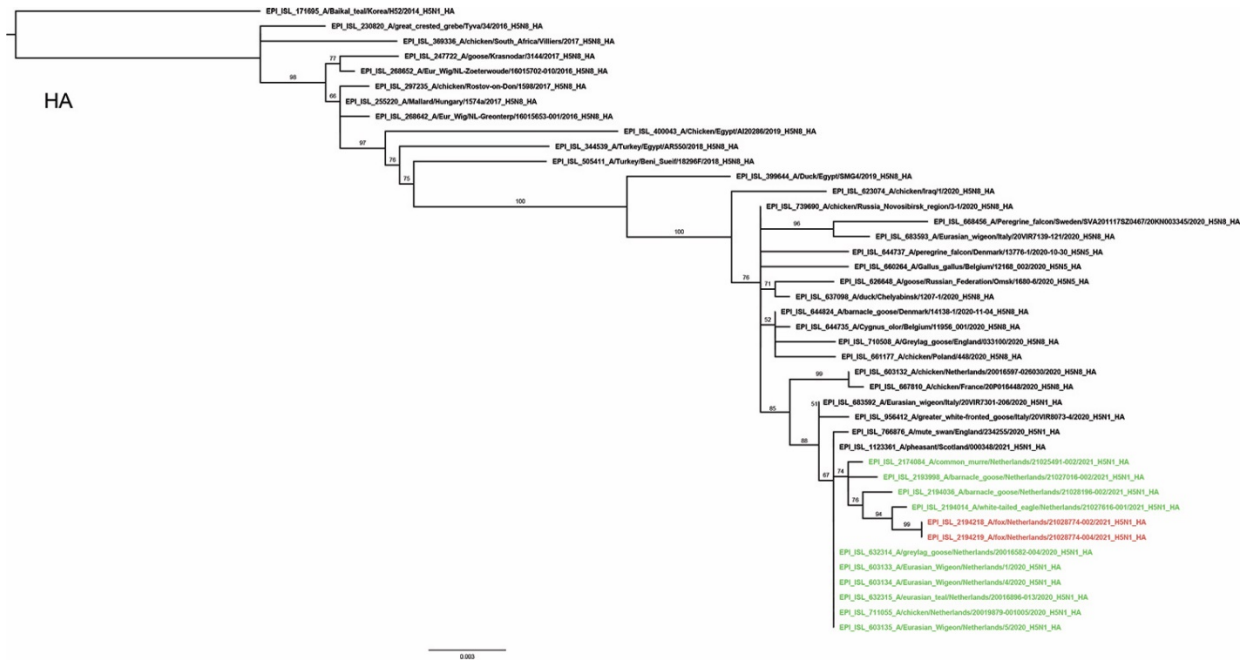 EPI_ISL_171695_A/Baikal_teal/Korea/H52/2014_H5N1_HA
EPI_ISL_230820_A/great_crested_grebe/Tyva/34/2016_H5N8_HA
EPI_ISL_369336_A/chicken/South_Africa/Villiers/2017_H5N8_HA
EPI_ISL_247722_A/goose/Krasnodar/3144/2017_H5N8_HA
77
EPI_ISL_268652_A/Eur_Wig/NL-Zoeterwoude/16015702-010/2016_H5N8_HA
98
EPI_ISL_297235_A/chicken/Rostov-on-Don/1598/2017_H5N8_HA
66
HA
EPI_ISL_255220_A/Mallard/Hungary/1574a/2017_H5N8_HA
EPI_ISL_268642_A/Eur_Wig/NL-Greonterp/16015653-001/2016_H5N8_HA
EPI_ISL_400043_A/Chicken/Egypt/AI20286/2019_H5N8_HA
97
EPI_ISL_344539_A/Turkey/Egypt/AR550/2018_H5N8_HA
76
EPI_ISL_505411_A/Turkey/Beni_Sueif/18296F/2018_H5N8_HA
75
EPI_ISL_399644_A/Duck/Egypt/SMG4/2019_H5N8_HA
100
EPI_ISL_623074_A/chicken/Iraq/1/2020_H5N8_HA
EPI_ISL_739690_A/chicken/Russia_Novosibirsk_region/3-1/2020_H5N8_HA
EPI_ISL_668456_A/Peregrine_falcon/Sweden/SVA201117SZ0467/20KN003345/2020_H5N8_HA
96
100
EPI_ISL_683593_A/Eurasian_wigeon/Italy/20VIR7139-121/2020_H5N8_HA
EPI_ISL_644737_A/peregrine_falcon/Denmark/13776-1/2020-10-30_H5N5_HA
EPI_ISL_660264_A/Gallus_gallus/Belgium/12168_002/2020_H5N5_HA
76
EPI_ISL_626648_A/goose/Russian_Federation/Omsk/1680-6/2020_H5N5_HA
71
EPI_ISL_637098_A/duck/Chelyabinsk/1207-1/2020_H5N8_HA
EPI_ISL_644824_A/barnacle_goose/Denmark/14138-1/2020-11-04_H5N8_HA
52
EPI_ISL_644735_A/Cygnus_olor/Belgium/11956_001/2020_H5N8_HA
EPI_ISL_710508_A/Greylag_goose/England/033100/2020_H5N8_HA
EPI_ISL_661177_A/chicken/Poland/448/2020_H5N8_HA
EPI_ISL_603132_A/chicken/Netherlands/20016597-026030/2020_H5N8_HA
99
EPI_ISL_667810_A/chicken/France/20P016448/2020_H5N8_HA
85
EPI_ISL_683592_A/Eurasian_wigeon/Italy/20VIR7301-206/2020_H5N1_HA
51
EPI_ISL_956412_A/greater_white-fronted_goose/Italy/20VIR8073-4/2020_H5N1_HA
EPI_ISL_766876_A/mute_swan/England/234255/2020_H5N1_HA
88
EPI_ISL_1123361_A/pheasant/Scotland/000348/2021_H5N1_HA
EPI_ISL_2174084_A/common_murre/Netherlands/21025491-002/2021_H5N1_HA
67
74
EPI_ISL_2193998_A/barnacle_goose/Netherlands/21027016-002/2021_H5N1_HA
EPI_ISL_2194036_A/barnacle_goose/Netherlands/21028196-002/2021_H5N1_HA
76
EPI_ISL_2194014_A/white-tailed_eagle/Netherlands/21027616-001/2021_H5N1_HA
94
EPI_ISL_2194218_A/fox/Netherlands/21028774-002/2021_H5N1_HA
99
EPI_ISL_2194219_A/fox/Netherlands/21028774-004/2021_H5N1_HA
EPI_ISL_632314_A/greylag_goose/Netherlands/20016582-004/2020_H5N1_HA
EPI_ISL_603133_A/Eurasian_Wigeon/Netherlands/1/2020_H5N1_HA
EPI_ISL_603134_A/Eurasian_Wigeon/Netherlands/4/2020_H5N1_HA
EPI_ISL_632315_A/eurasian_teal/Netherlands/20016896-013/2020_H5N1_HA
EPI_ISL_711055_A/chicken/Netherlands/20019879-001005/2020_H5N1_HA
EPI_ISL_603135_A/Eurasian_Wigeon/Netherlands/5/2020_H5N1_HA
0.003